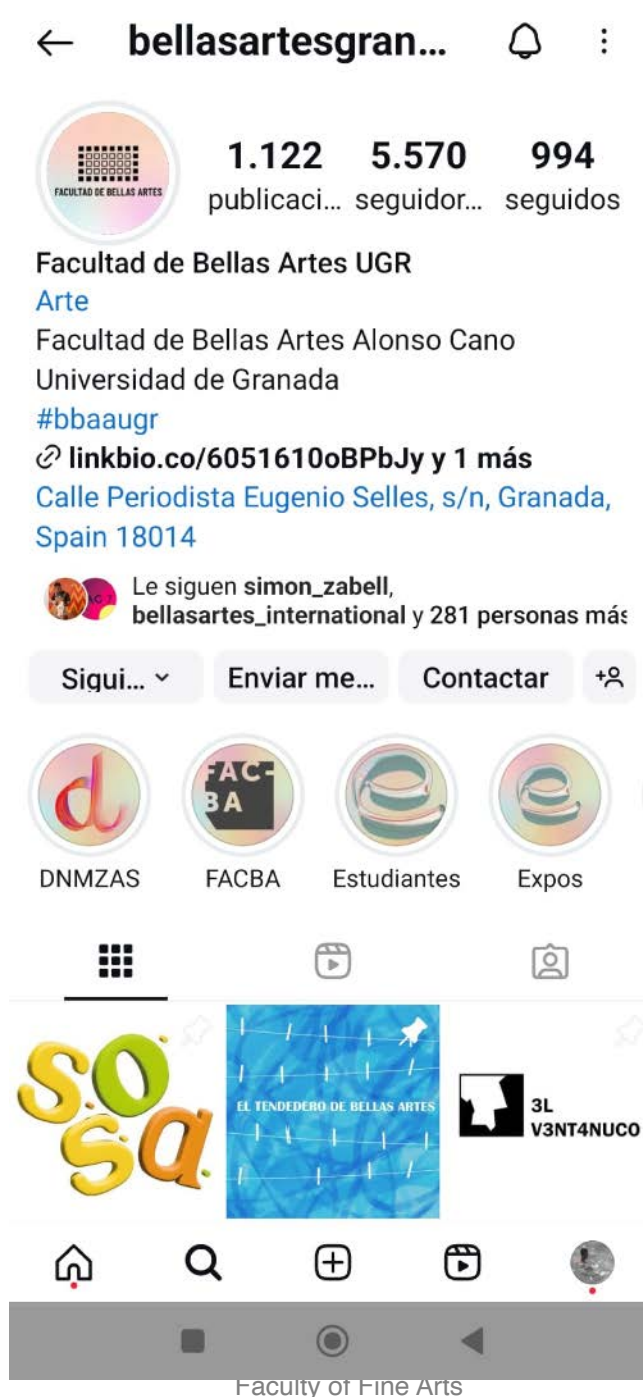 bellasartesgran...
FACULTAD DE BELLAS ARTES
1.122 5.570 994
publicaci... seguidor... seguidos
Facultad de Bellas Artes UGR
Arte
Facultad de Bellas Artes Alonso Cano
Universidad de Granada
#bbaaugr
linkbio.co/6051610oBPbJy y 1 más
Calle Periodista Eugenio Selles, s/n, Granada,
Spain 18014
Le siguen simon_zabell,
bellasartes_international y 281 personas más
Sigui... Enviar me... Contactar
d
FAC-
BA
e
e
DNMZAS FACBA Estudiantes Expos
SOSa
EL TENDEDERO DE BELLAS ARTES
3L
V3NT4NUCO
Faculty of Fine Arts